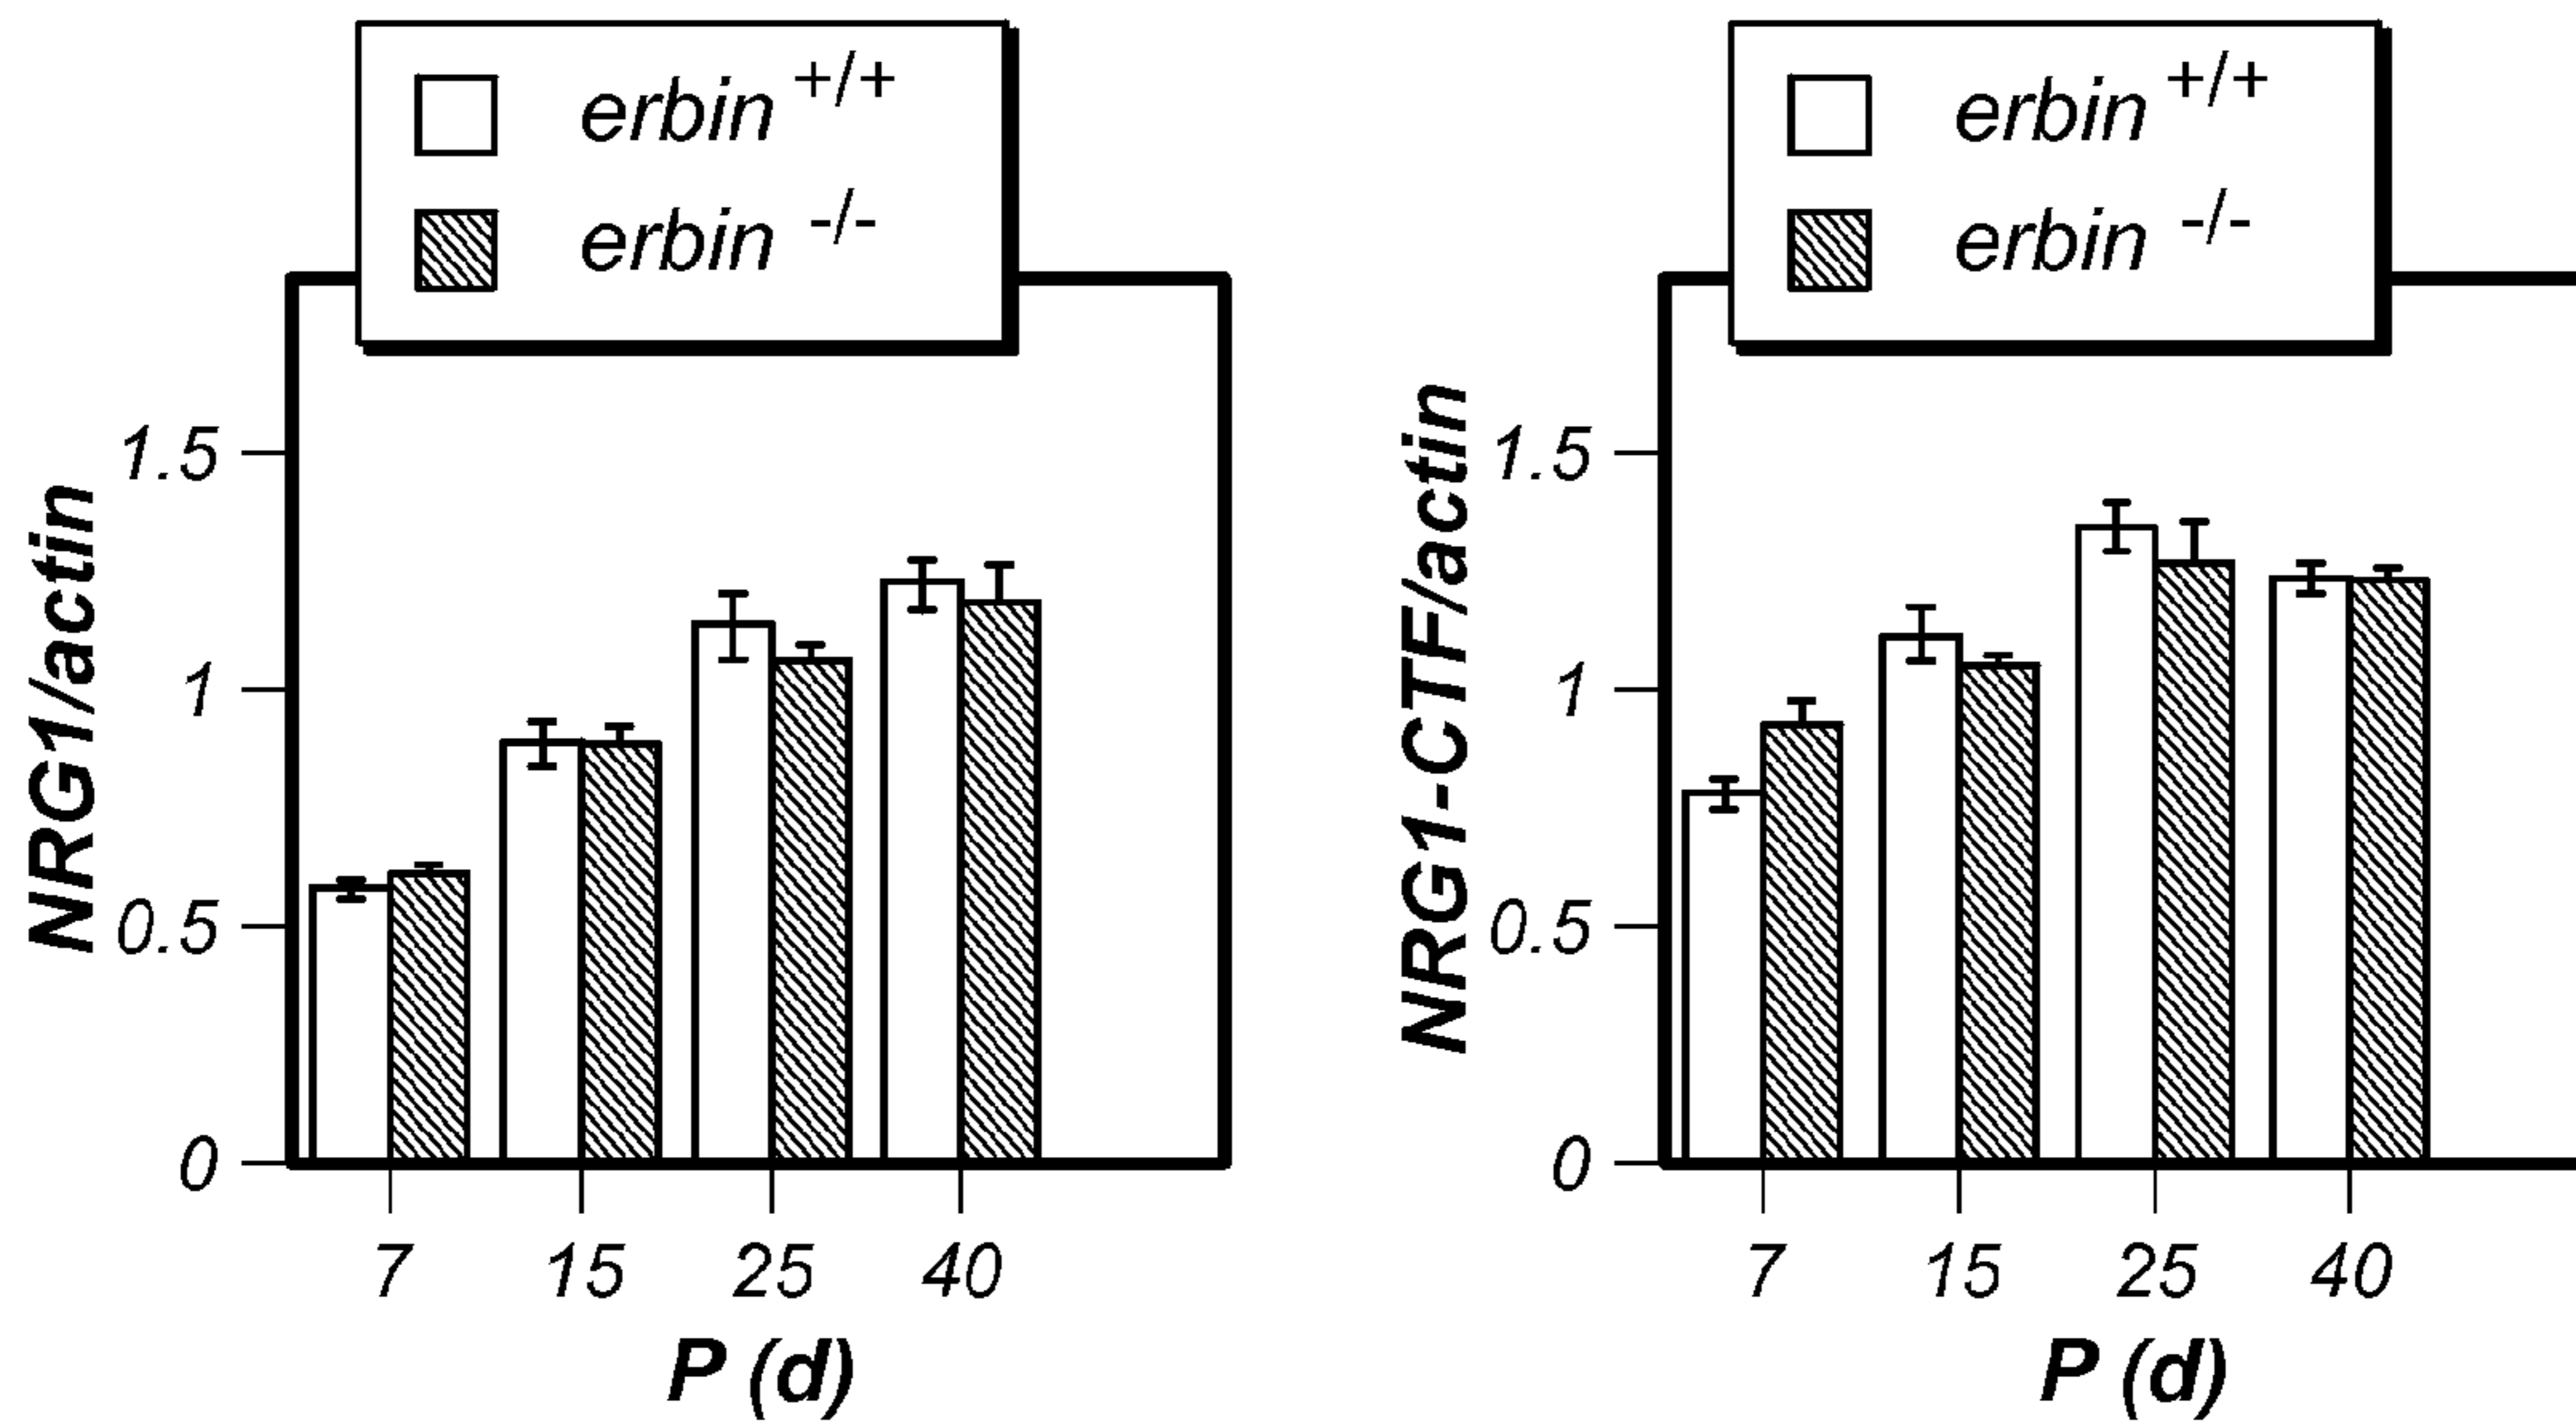 erbin +/+
erbin -/-
NRG1/actin
1.5
1
0.5
0
7 15 25 40
P (d)
erbin +/+
erbin -/-
NRG1-CTF/actin
1.5
1
0.5
0
7 15 25 40
P (d)